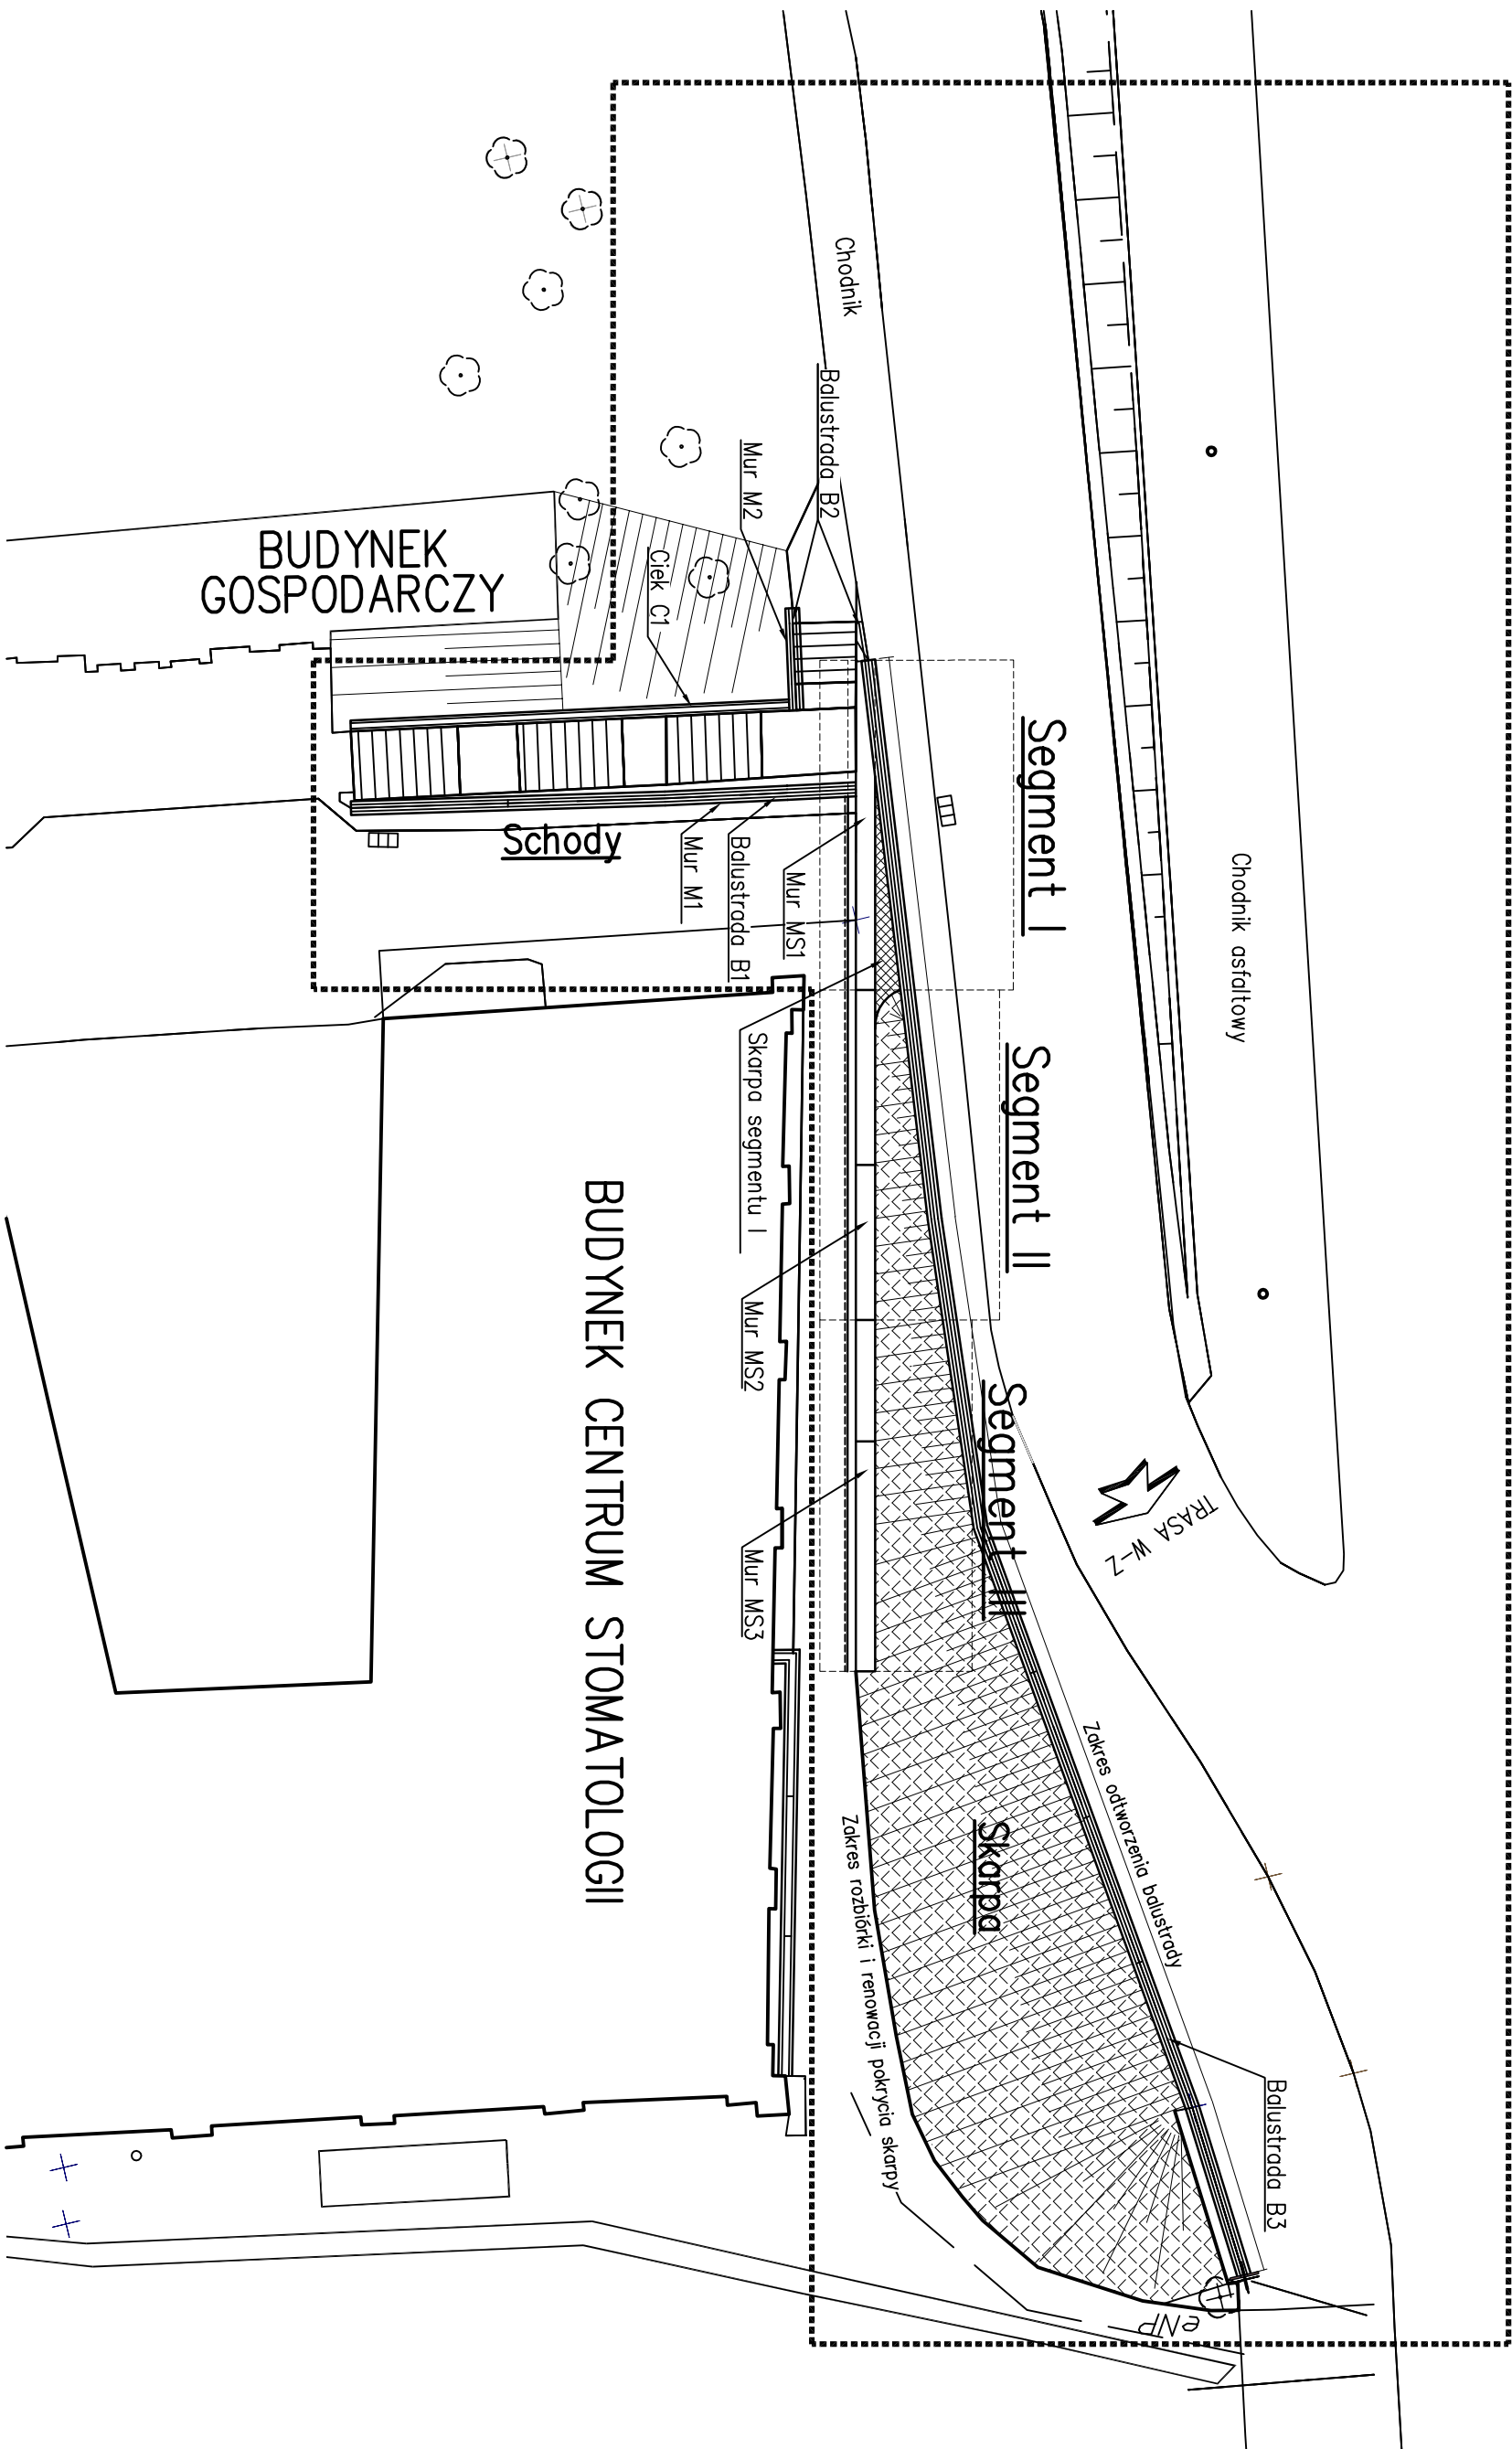 Chodnik
Balustrada B2
Mur M2
Ciek C1
BUDYNEK
GOSPODARCZY
Segment I
Chodnik asfaltowy
Schody
Mur M1
Balustrada B1
Mur MS1
Skarpa segmentu I
Segment II
Mur MS2
Segment III
Mur MS3
TRASA W-Z
BUDYNEK CENTRUM STOMATOLOGII
Zakres odtworzenia balustrady
Skarpa
Zakres rozbiórki i renowacji pokrycia skarpy
Balustrada B3
eNP